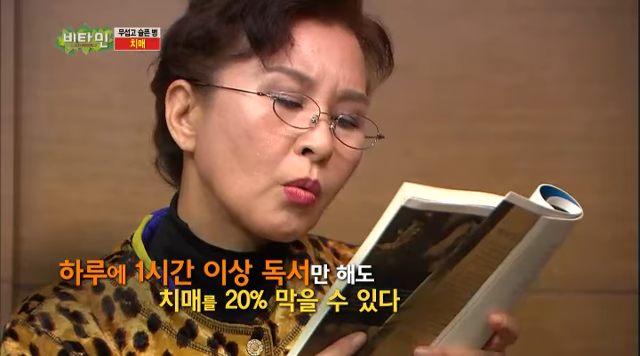 비타민
무섭고 슬픈 병
치매
하루에 1시간 이상 독서만 해도
치매를 20% 막을 수 있다